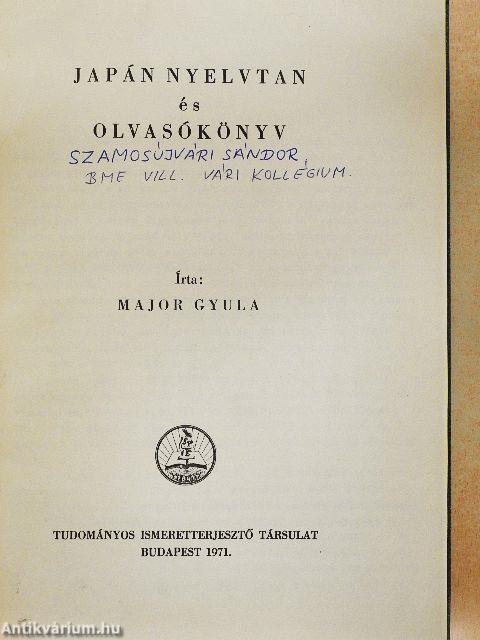 JAPÁN NYELVTAN
és
OLVASÓKÖNYV
SZAMOSÚJVÁRI SÁNDOR,
BME VILL. VÁRI KOLLÉGIUM.
Írta:
MAJOR GYULA
TUDOMÁNYOS ISMERETTERJESZTŐ TÁRSULAT
BUDAPEST 1971.
Antikvárium.hu